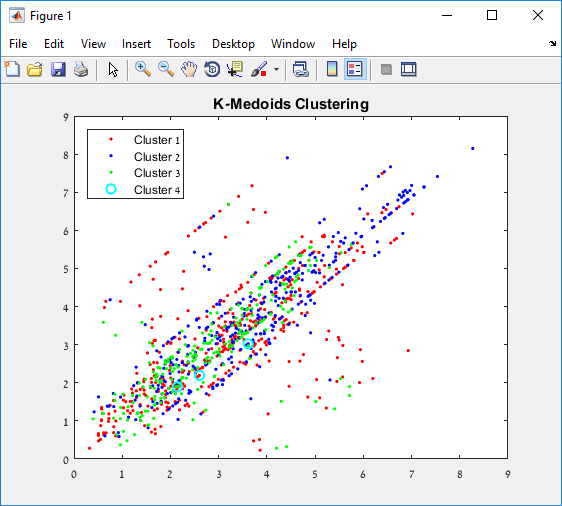 Figure 1
File Edit View Insert Tools Desktop Window Help
K-Medoids Clustering
9
8
7
6
5
4
3
2
1
0
Cluster 1
Cluster 2
Cluster 3
Cluster 4
0 1 2 3 4 5 6 7 8 9